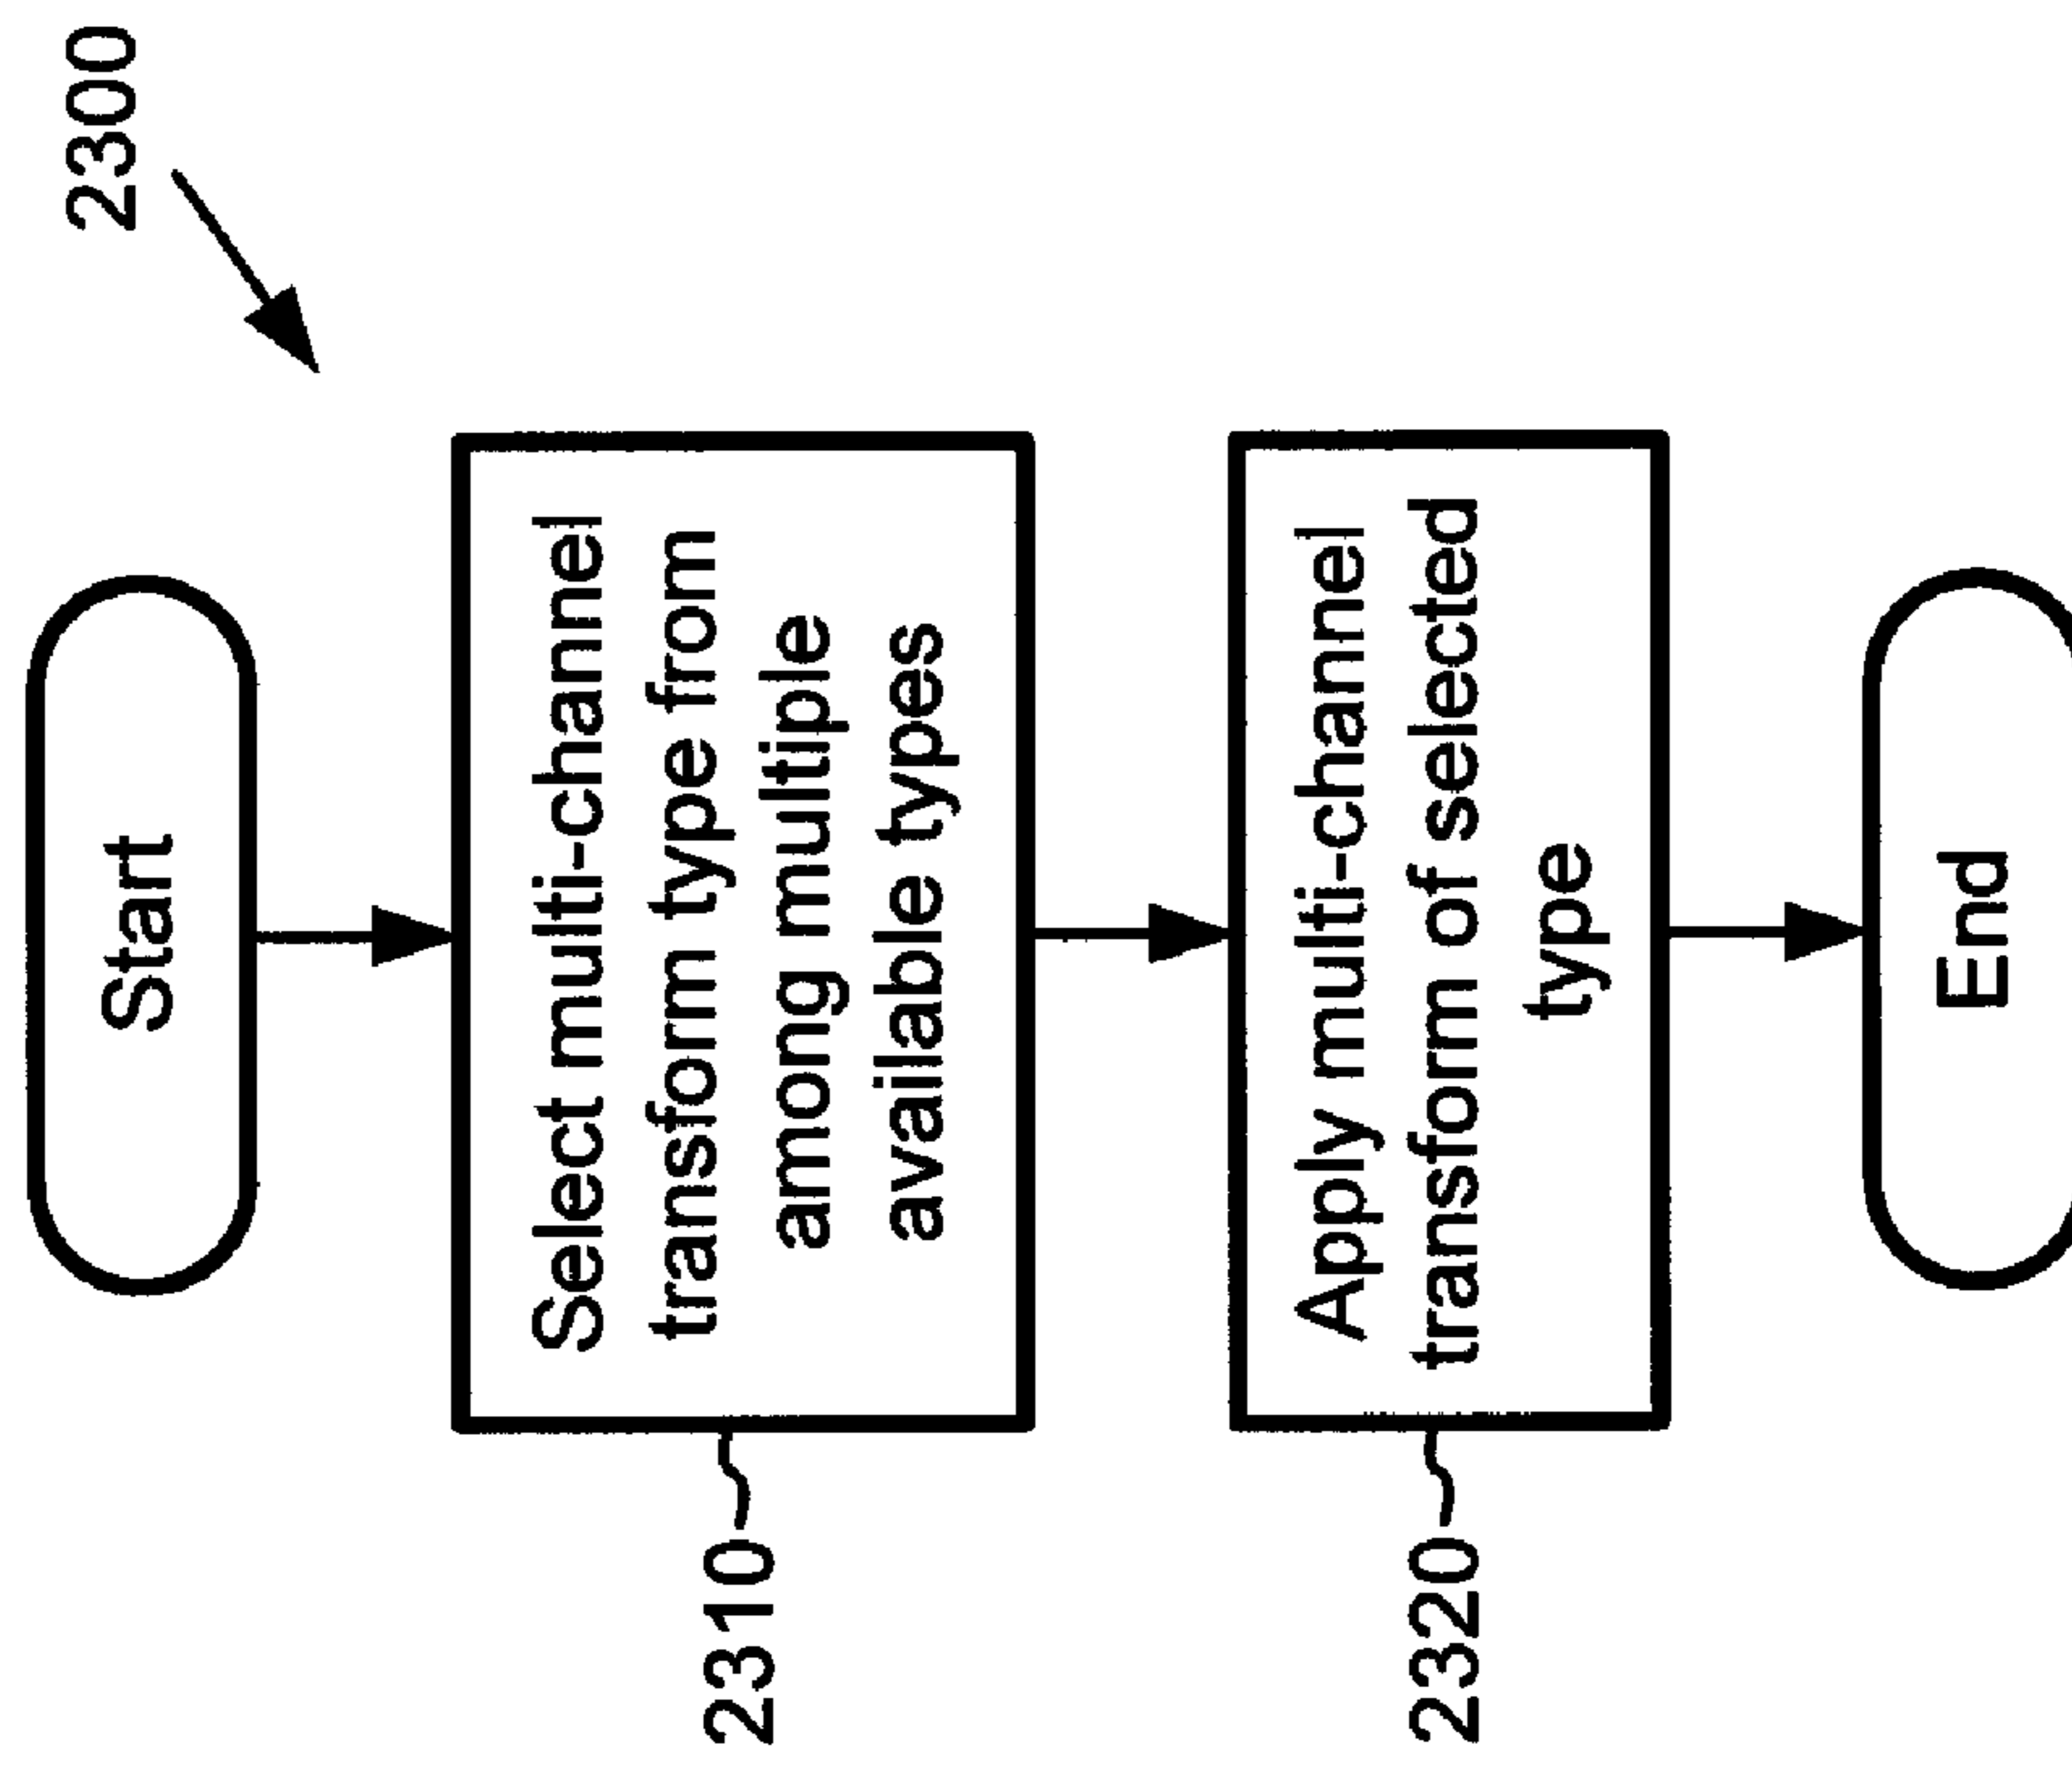 2300
Start
Select multi-channel
transform type from
among multiple
available types
2310
Apply multi-channel
transform of selected
type
2320
End